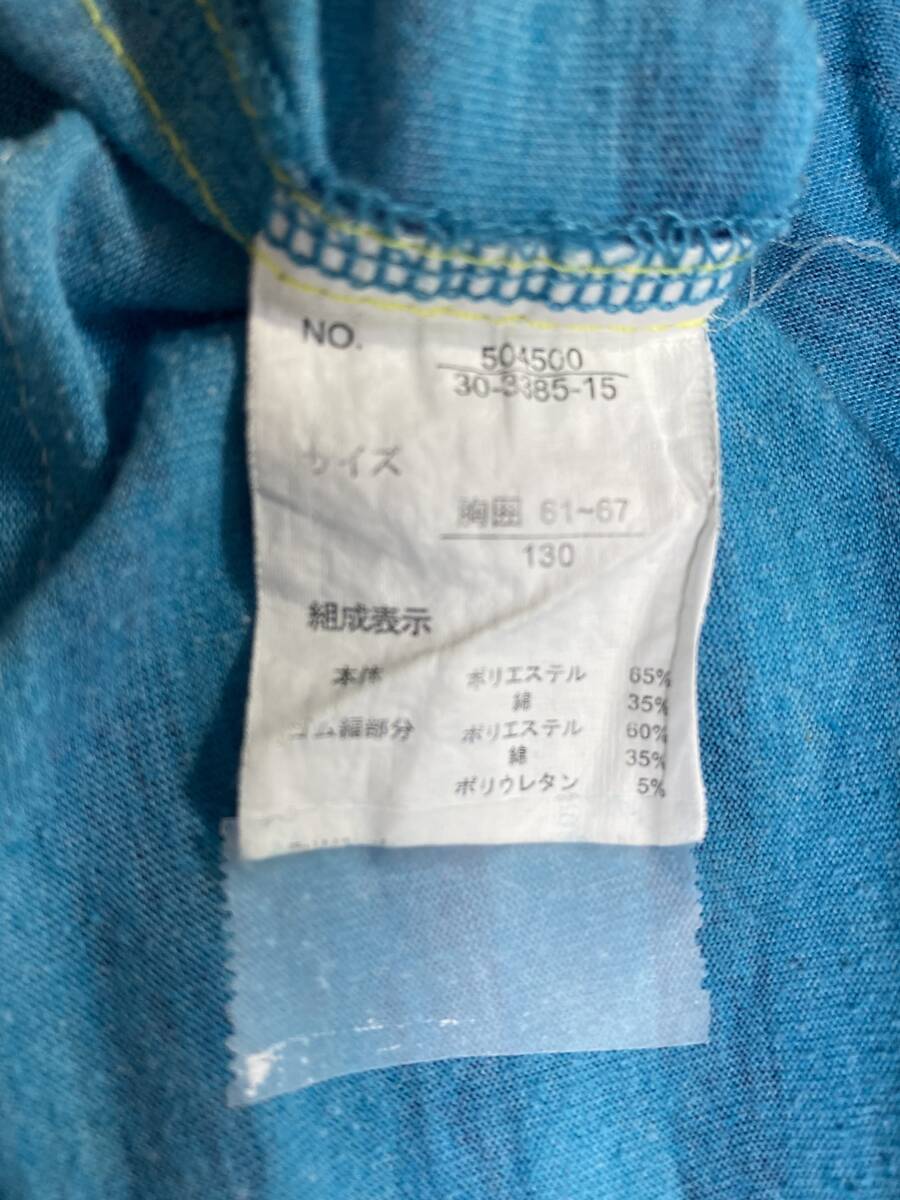 NO.
504500
30-3385-15
サイズ
胸囲 61~67
130
組成表示
本体 ポリエステル 65%
綿 35%
ゴム編部分 ポリエステル 60%
綿 35%
ポリウレタン 5%